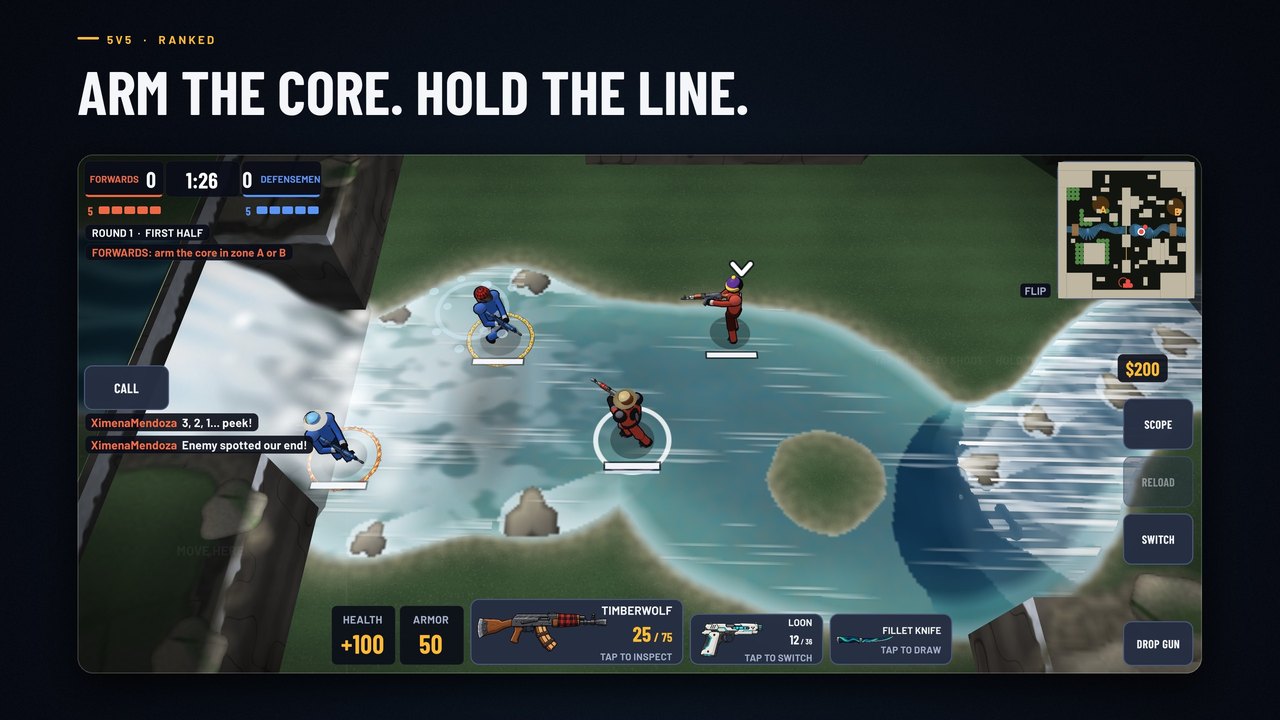 5V5 · RANKED
ARM THE CORE. HOLD THE LINE.
FORWARDS 0 1:26 0 DEFENSEMEN
5 5
ROUND 1 · FIRST HALF
FORWARDS: arm the core in zone A or B
A B
FLIP
$200
CALL
XimenaMendoza 3, 2, 1... peek!
XimenaMendoza Enemy spotted our end!
SCOPE
RELOAD
SWITCH
MOVE HERE
HEALTH
+100
ARMOR
50
TIMBERWOLF
25 / 75
TAP TO INSPECT
LOON
12 / 36
TAP TO SWITCH
FILLET KNIFE
TAP TO DRAW
DROP GUN